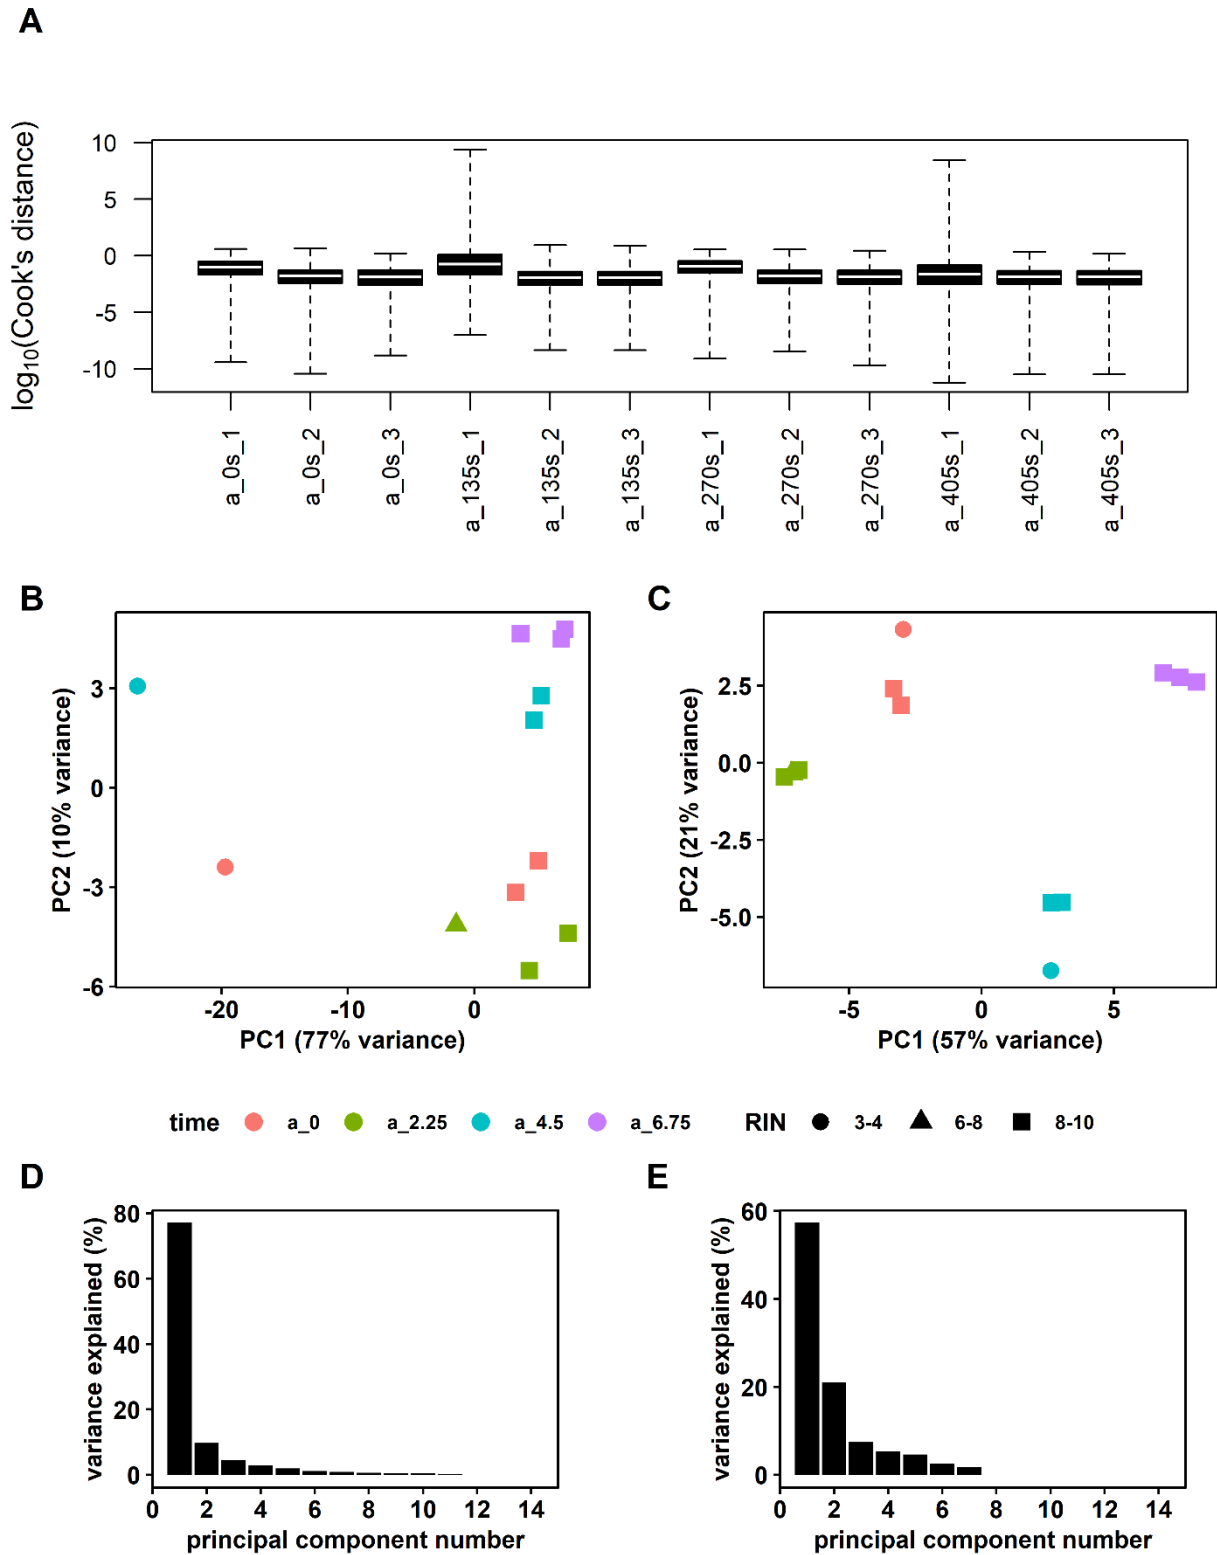 A
log10(Cook's distance)
10
5
0
-5
-10
a_0s_1
a_0s_2
a_0s_3
a_135s_1
a_135s_2
a_135s_3
a_270s_1
a_270s_2
a_270s_3
a_405s_1
a_405s_2
a_405s_3
B
PC2 (10% variance)
3
0
-3
-6
-20 -10 0
PC1 (77% variance)
C
PC2 (21% variance)
2.5
0.0
-2.5
-5.0
-5 0 5
PC1 (57% variance)
time a_0 a_2.25 a_4.5 a_6.75 RIN 3-4 6-8 8-10
D
variance explained (%)
80
60
40
20
0
0 2 4 6 8 10 12 14
principal component number
E
variance explained (%)
60
40
20
0
0 2 4 6 8 10 12 14
principal component number